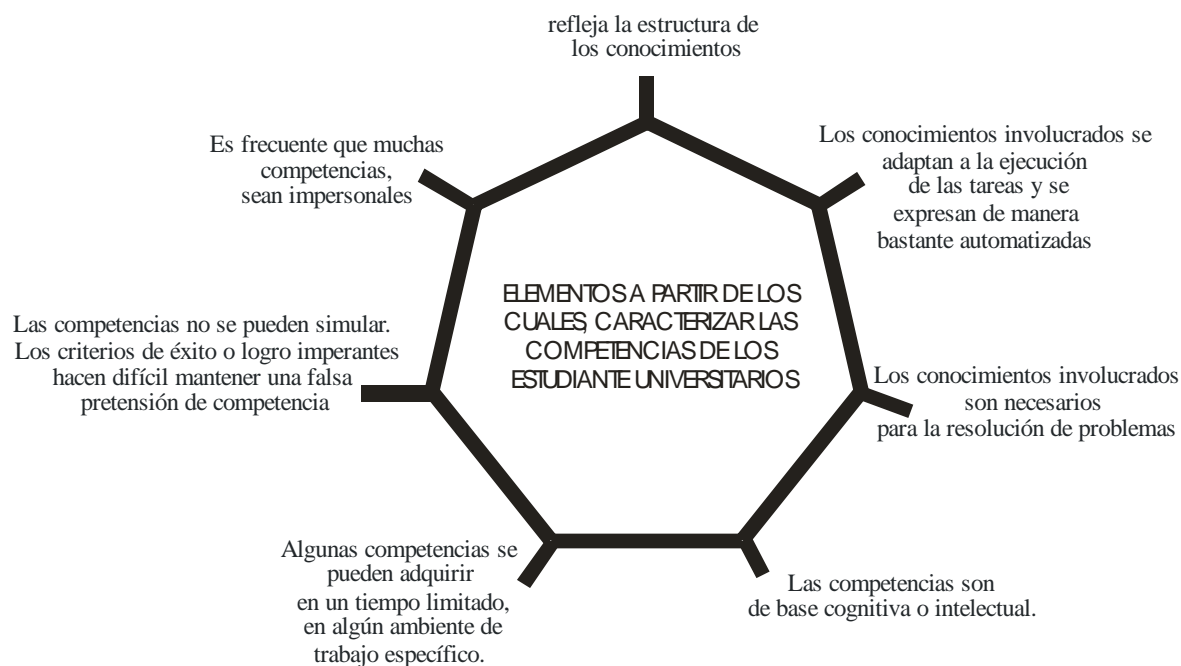 refleja la estructura de
los conocimientos
Los conocimientos involucrados se
adaptan a la ejecución
de las tareas y se
expresan de manera
bastante automatizadas
Es frecuente que muchas
competencias,
sean impersonales
ELEMENTOS A PARTIR DE LOS
CUALES, CARACTERIZAR LAS
COMPETENCIAS DE LOS
ESTUDIANTE UNIVERSITARIOS
Las competencias no se pueden simular.
Los criterios de éxito o logro imperantes
hacen difícil mantener una falsa
pretensión de competencia
Los conocimientos involucrados
son necesarios
para la resolución de problemas
Algunas competencias se
pueden adquirir
en un tiempo limitado,
en algún ambiente de
trabajo específico.
Las competencias son
de base cognitiva o intelectual.